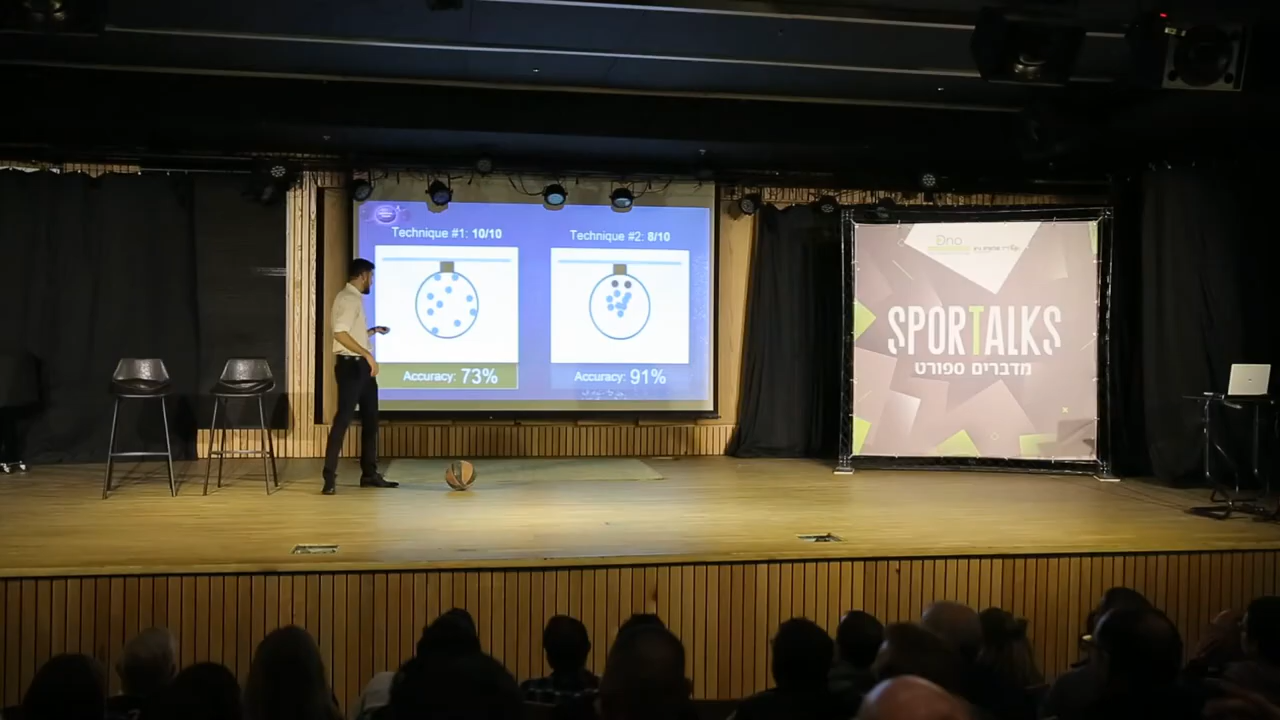 Technique #1: 10/10
Technique #2: 8/10
Accuracy: 73%
Accuracy: 91%
SPORTALKS
מדברים ספורט